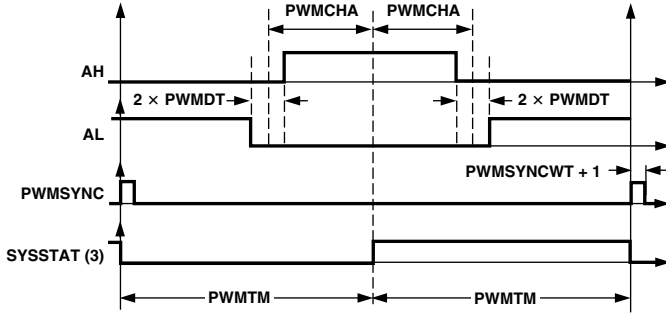 PWMCHA PWMCHA
AH
2 × PWMDT 2 × PWMDT
AL
PWMSYNCWT + 1
PWMSYNC
SYSSTAT (3)
PWMTM PWMTM